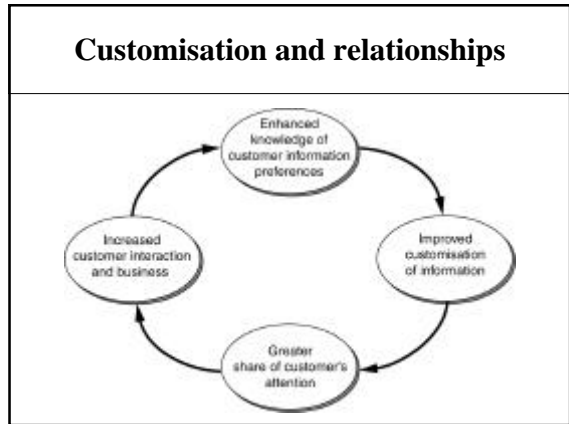 Customisation and relationships
Enhanced
knowledge of
customer information
preferences
Improved
customisation
of information
Greater
share of customer's
attention
Increased
customer interaction
and business